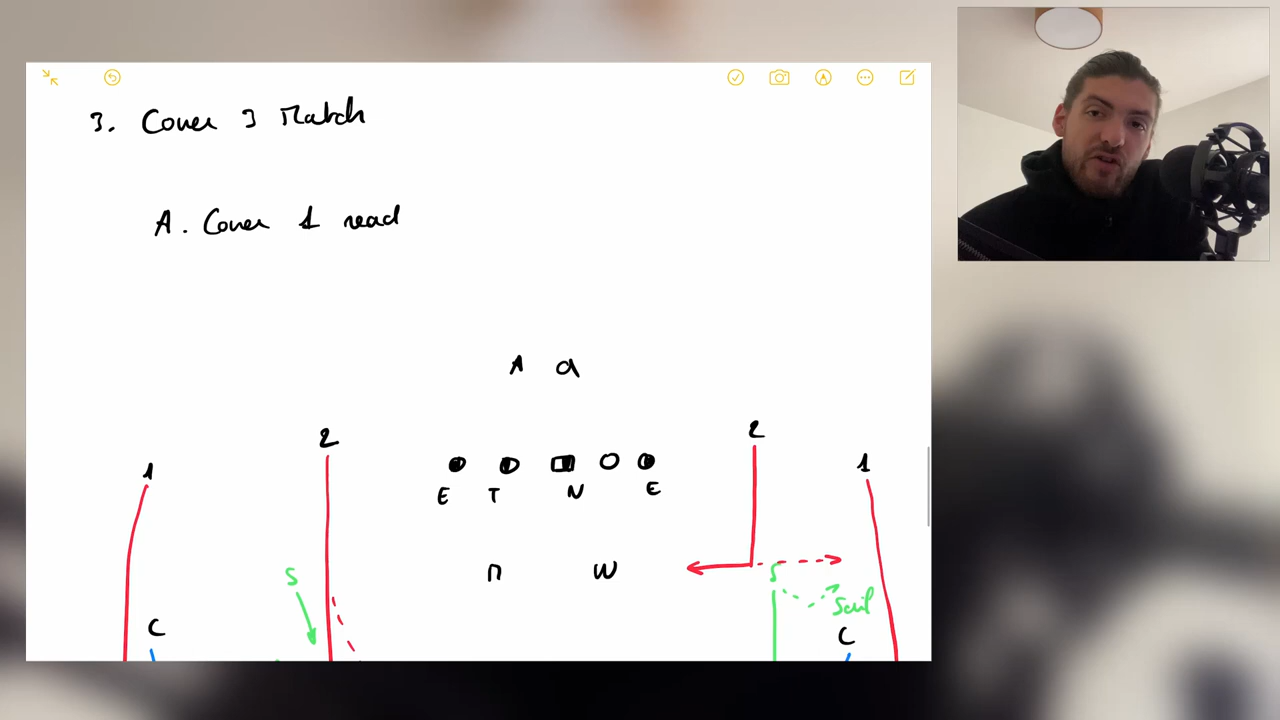 3. Cover 3 Match
A. Cover 1 read
A Q
2 2
1 1
E T N E
M W
S S
Sail
C C